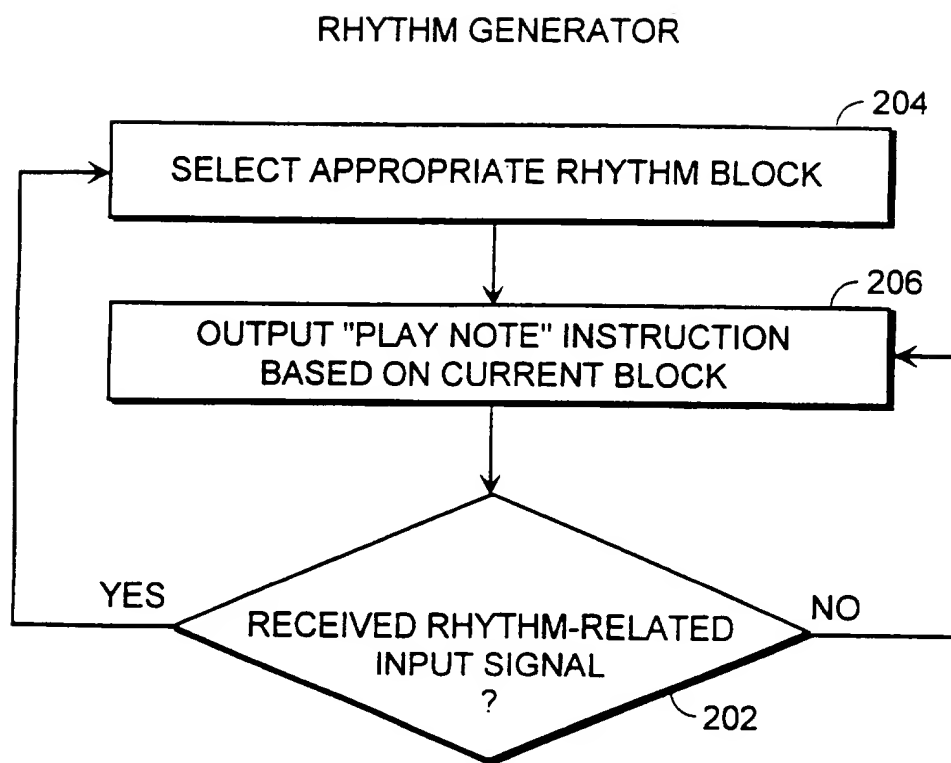 RHYTHM GENERATOR
204
SELECT APPROPRIATE RHYTHM BLOCK
206
OUTPUT "PLAY NOTE" INSTRUCTION
BASED ON CURRENT BLOCK
YES
NO
RECEIVED RHYTHM-RELATED
INPUT SIGNAL
?
202